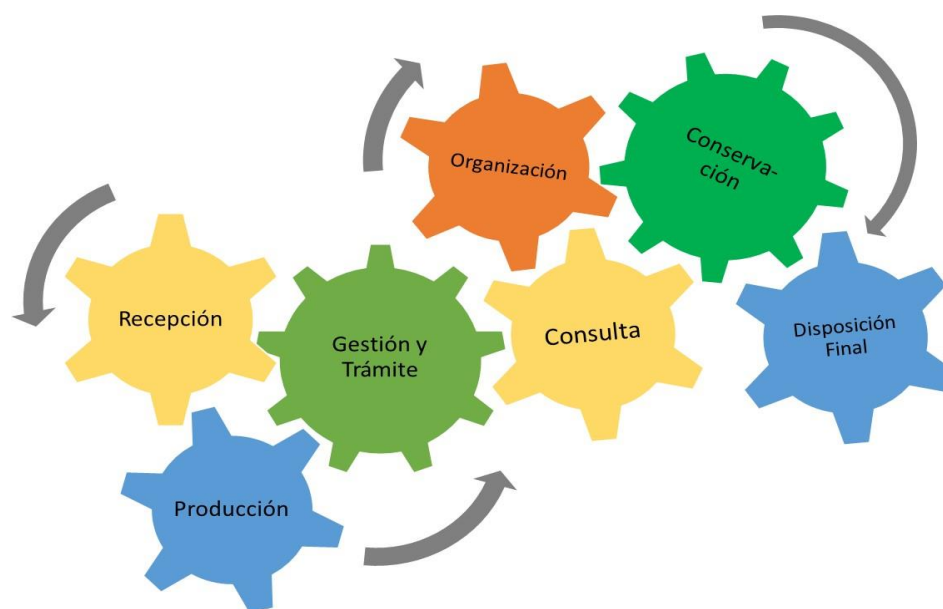 Organización
Conserva-
ción
Recepción
Gestión y
Trámite
Consulta
Disposición
Final
Producción